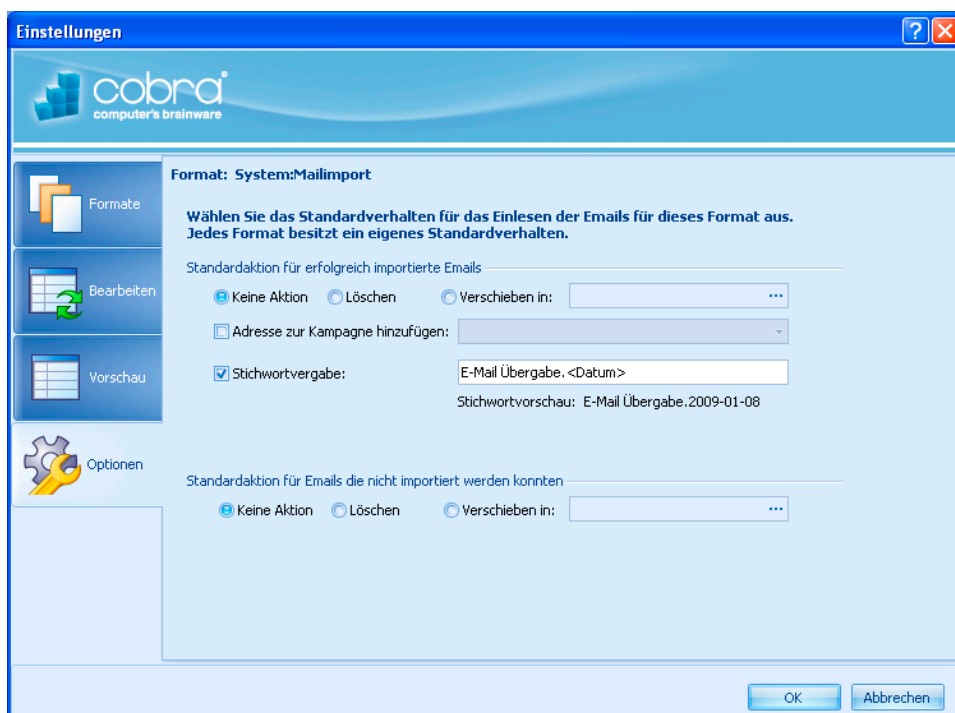 Einstellungen
cobra®
computer's brainware
Formate
Bearbeiten
Vorschau
Optionen
Format: System:Mailimport
Wählen Sie das Standardverhalten für das Einlesen der Emails für dieses Format aus.
Jedes Format besitzt ein eigenes Standardverhalten.
Standardaktion für erfolgreich importierte Emails
Keine Aktion Löschen Verschieben in: ...
Adresse zur Kampagne hinzufügen:
Stichwortvergabe: E-Mail Übergabe.<Datum>
Stichwortvorschau: E-Mail Übergabe.2009-01-08
Standardaktion für Emails die nicht importiert werden konnten
Keine Aktion Löschen Verschieben in: ...
OK Abbrechen